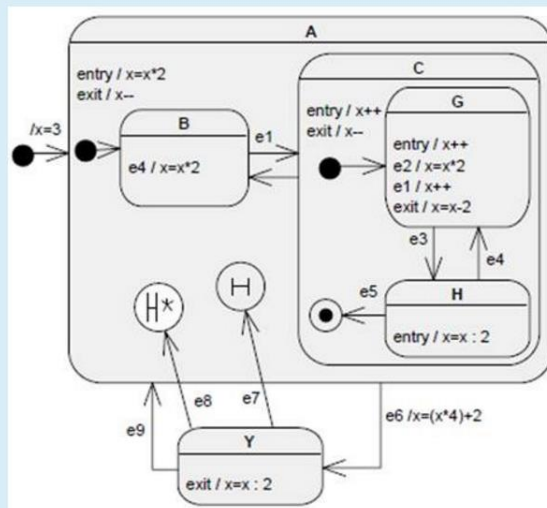 A
entry / x=x*2
exit / x--
/x=3
B
e4 / x=x*2
e1
C
entry / x++
exit / x--
G
entry / x++
e2 / x=x*2
e1 / x++
exit / x=x-2
e3
e4
H
entry / x=x : 2
e5
H*
H
e8
e7
e9
e6 /x=(x*4)+2
Y
exit / x=x : 2